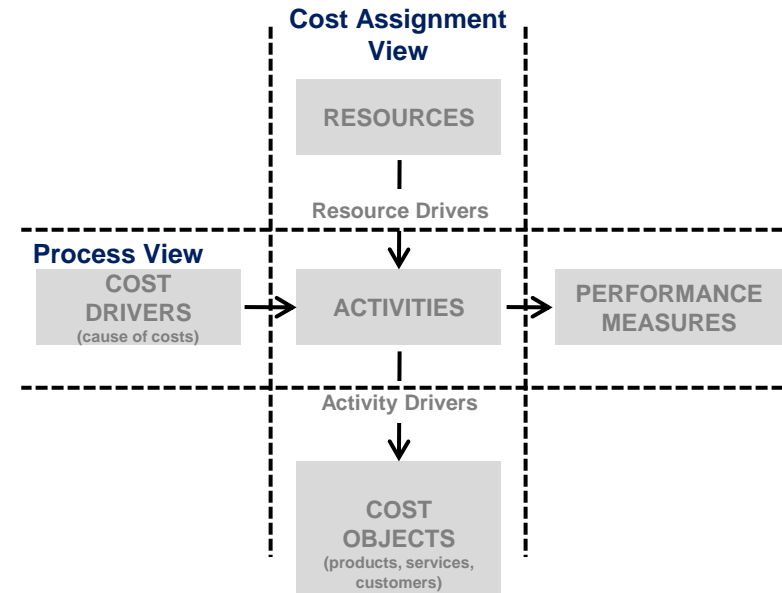 Cost Assignment
View
RESOURCES
Resource Drivers
Process View
COST
DRIVERS
(cause of costs)
ACTIVITIES
PERFORMANCE
MEASURES
Activity Drivers
COST
OBJECTS
(products, services,
customers)